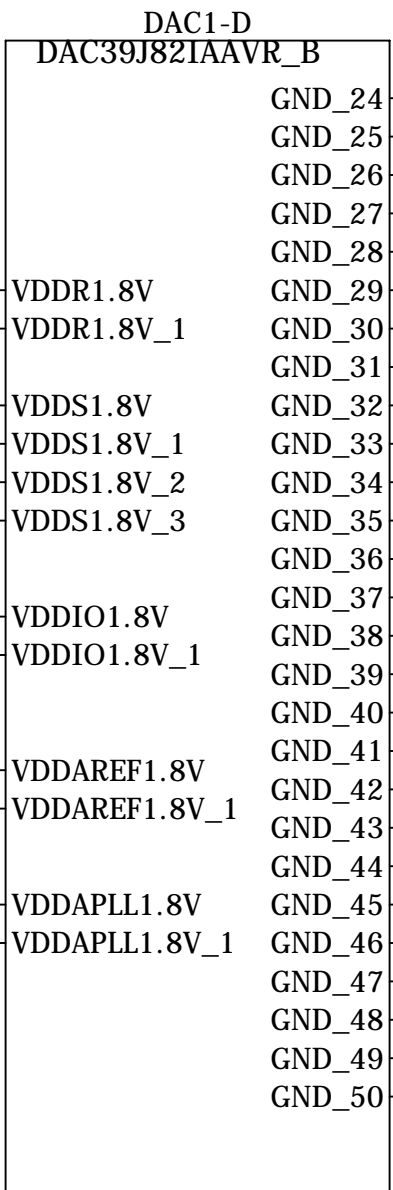 DAC1-D
DAC39J82IAAVR_B
GND_24
GND_25
GND_26
GND_27
GND_28
VDDR1.8V GND_29
VDDR1.8V_1 GND_30
GND_31
VDDS1.8V GND_32
VDDS1.8V_1 GND_33
VDDS1.8V_2 GND_34
VDDS1.8V_3 GND_35
GND_36
GND_37
VDDIO1.8V
GND_38
VDDIO1.8V_1
GND_39
GND_40
GND_41
VDDAREF1.8V
GND_42
VDDAREF1.8V_1
GND_43
GND_44
VDDAPLL1.8V GND_45
VDDAPLL1.8V_1 GND_46
GND_47
GND_48
GND_49
GND_50